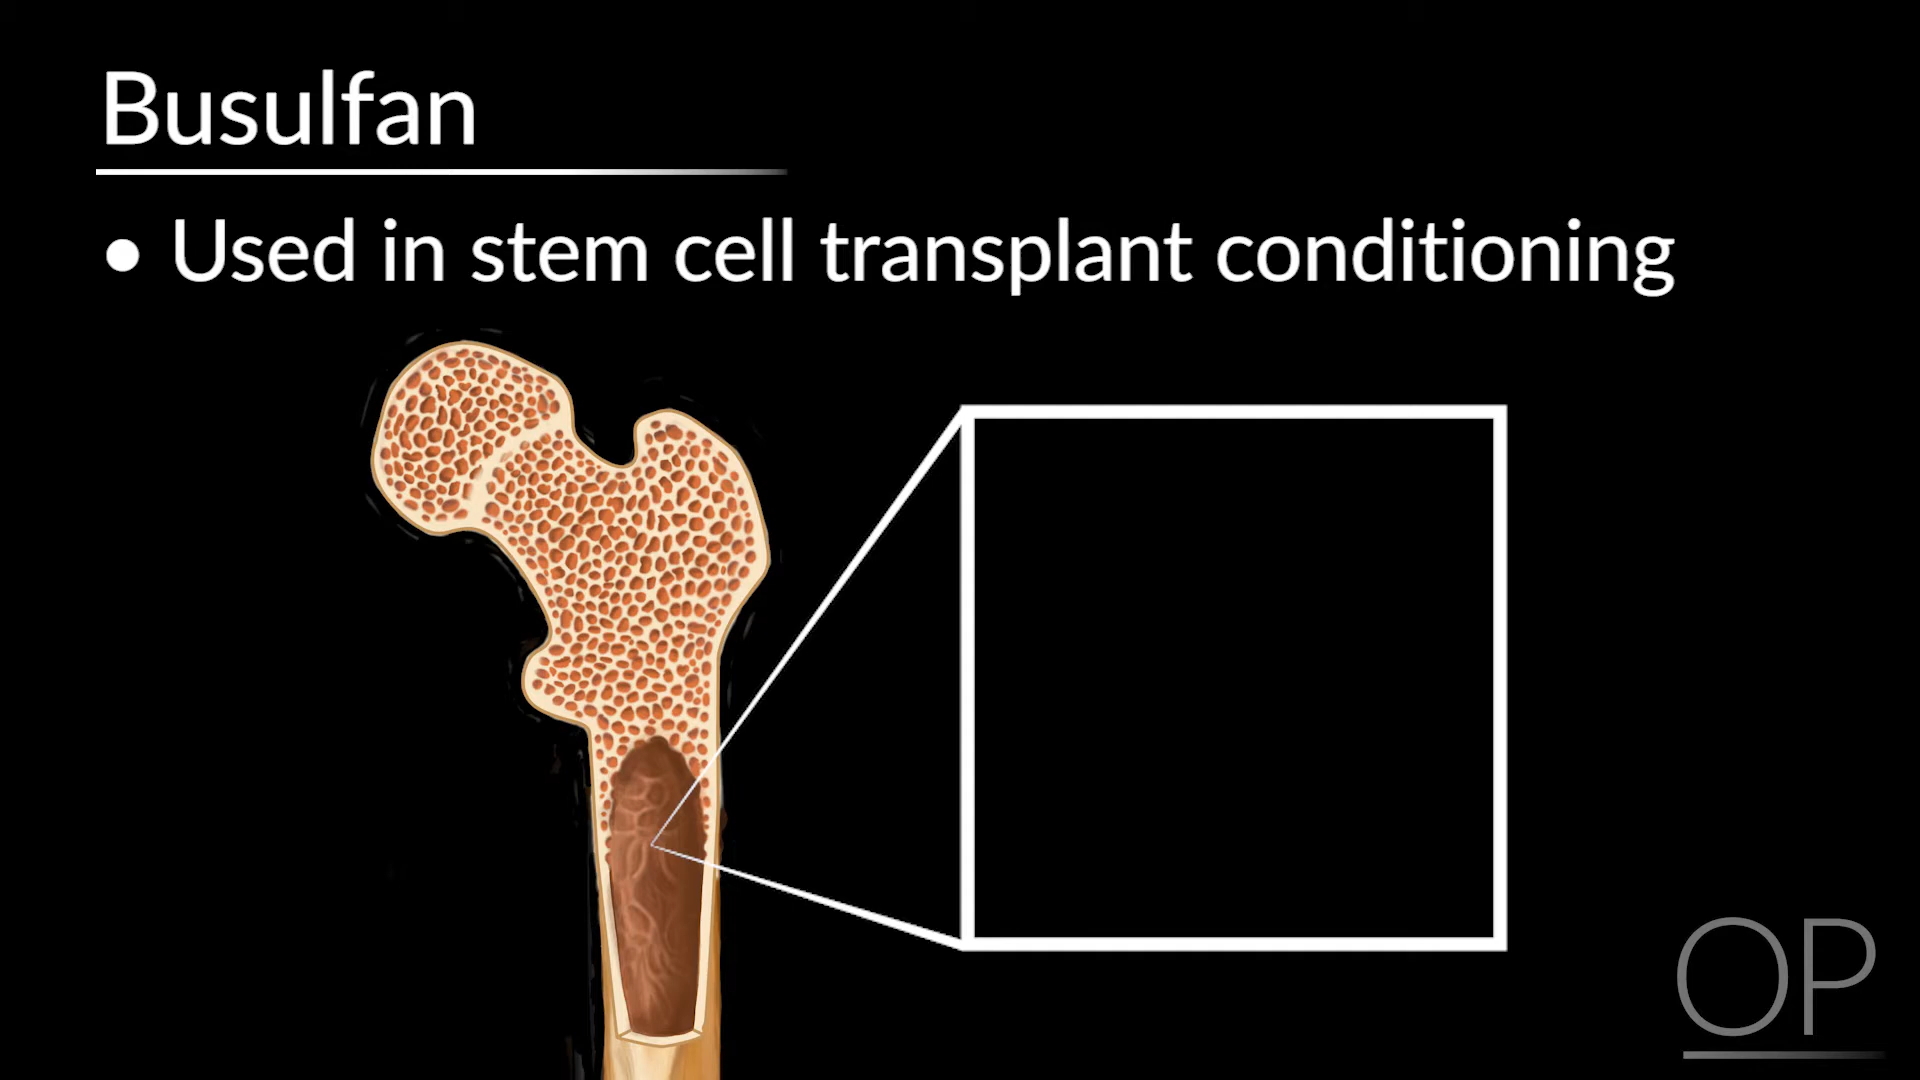 Busulfan
• Used in stem cell transplant conditioning
OP